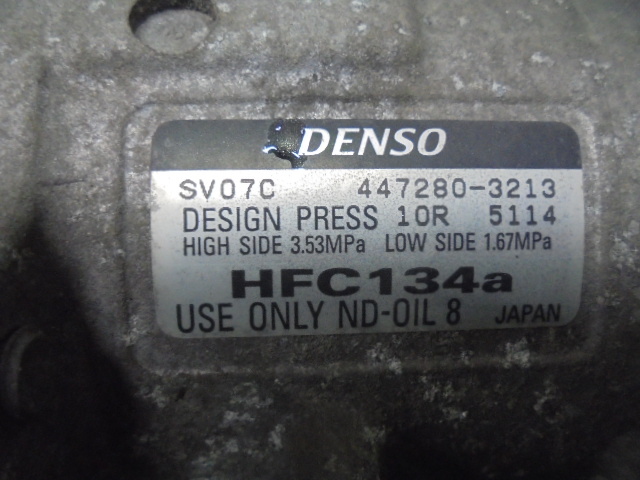 DENSO
SV07C 447280-3213
DESIGN PRESS 10R 5114
HIGH SIDE 3.53MPa LOW SIDE 1.67MPa
HFC134a
USE ONLY ND-OIL 8 JAPAN